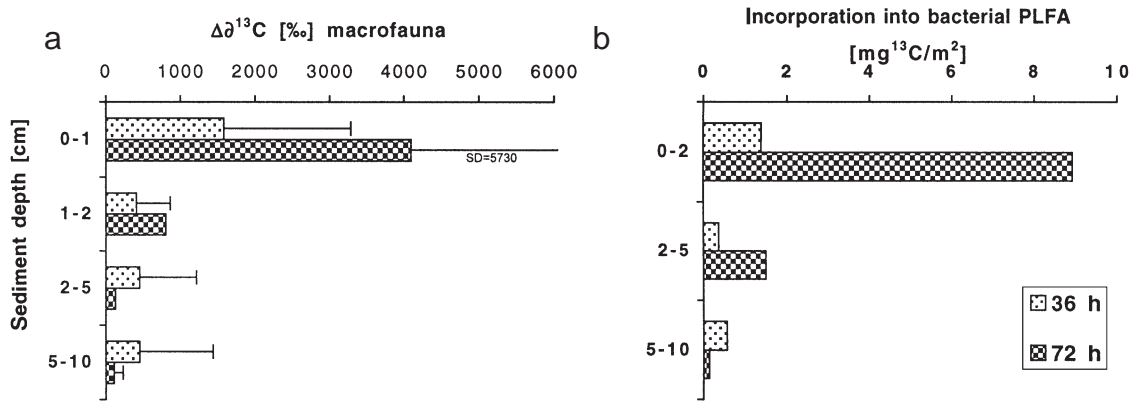 a
Δ∂¹³C [‰] macrofauna
0 1000 2000 3000 4000 5000 6000
Sediment depth [cm]
0-1
SD=5730
1-2
2-5
5-10
b
Incorporation into bacterial PLFA
[mg¹³C/m²]
0 2 4 6 8 10
0-2
2-5
5-10
36 h
72 h